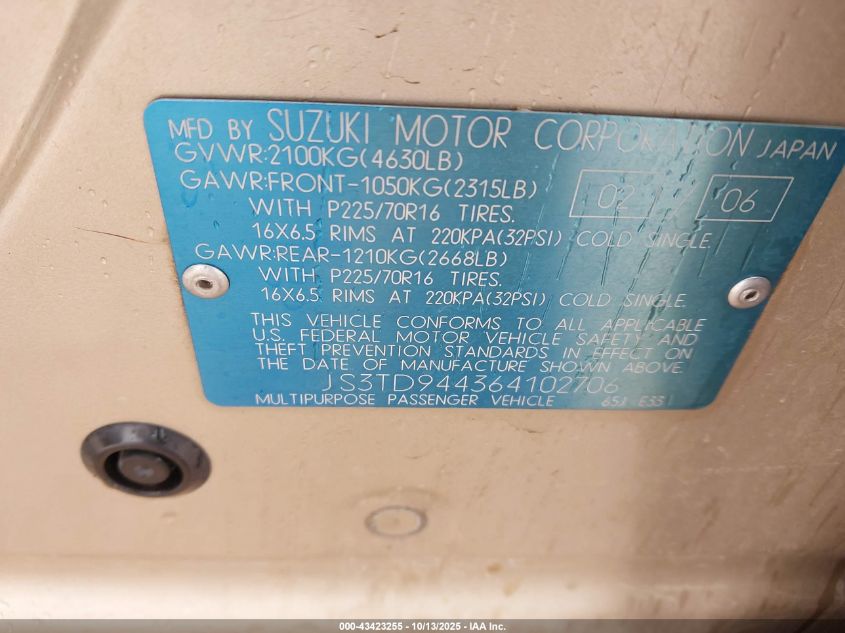 MFD BY SUZUKI MOTOR CORPORATION JAPAN
GVWR:2100KG(4630LB)
GAWR:FRONT-1050KG(2315LB) 02 '06
WITH P225/70R16 TIRES.
16X6.5 RIMS AT 220KPA(32PSI) COLD SINGLE.
GAWR:REAR-1210KG(2668LB)
WITH P225/70R16 TIRES.
16X6.5 RIMS AT 220KPA(32PSI) COLD SINGLE.
THIS VEHICLE CONFORMS TO ALL APPLICABLE
U.S. FEDERAL MOTOR VEHICLE SAFETY AND
THEFT PREVENTION STANDARDS IN EFFECT ON
THE DATE OF MANUFACTURE SHOWN ABOVE
JS3TD944364102706
MULTIPURPOSE PASSENGER VEHICLE 65J E33
000-43423255 - 10/13/2025 - IAA Inc.